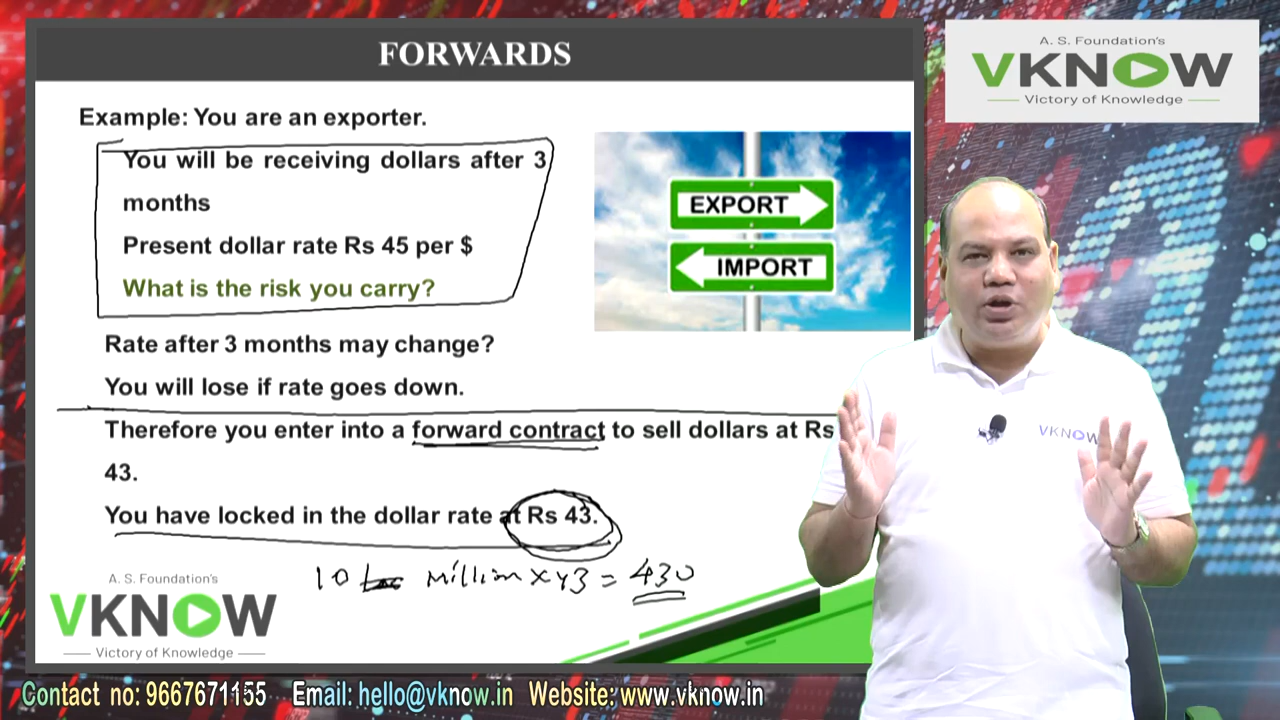 FORWARDS
Example: You are an exporter.
You will be receiving dollars after 3
months
Present dollar rate Rs 45 per $
What is the risk you carry?
EXPORT
IMPORT
Rate after 3 months may change?
You will lose if rate goes down.
Therefore you enter into a forward contract to sell dollars at Rs
43.
You have locked in the dollar rate at Rs 43.
10 Million x 43 = 430
A. S. Foundation's
VKNOW
Victory of Knowledge
A. S. Foundation's
VKNOW
Victory of Knowledge
VKNOW
Contact no: 9667671155 Email: hello@vknow.in Website: www.vknow.in